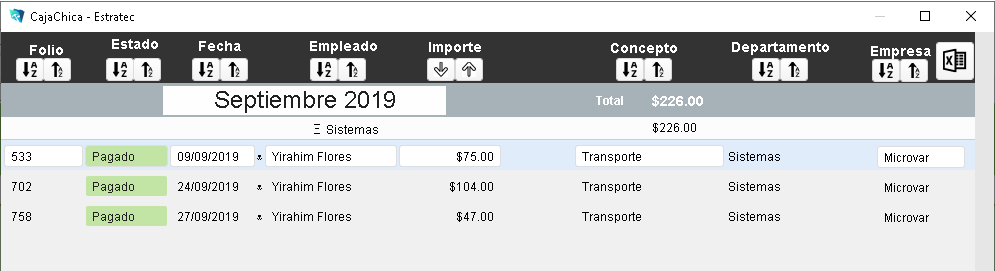 CajaChica - Estratec
Folio Estado Fecha Empleado Importe Concepto Departamento Empresa
Septiembre 2019 Total $226.00
Sistemas $226.00
533 Pagado 09/09/2019 Yirahim Flores $75.00 Transporte Sistemas Microvar
702 Pagado 24/09/2019 Yirahim Flores $104.00 Transporte Sistemas Microvar
758 Pagado 27/09/2019 Yirahim Flores $47.00 Transporte Sistemas Microvar